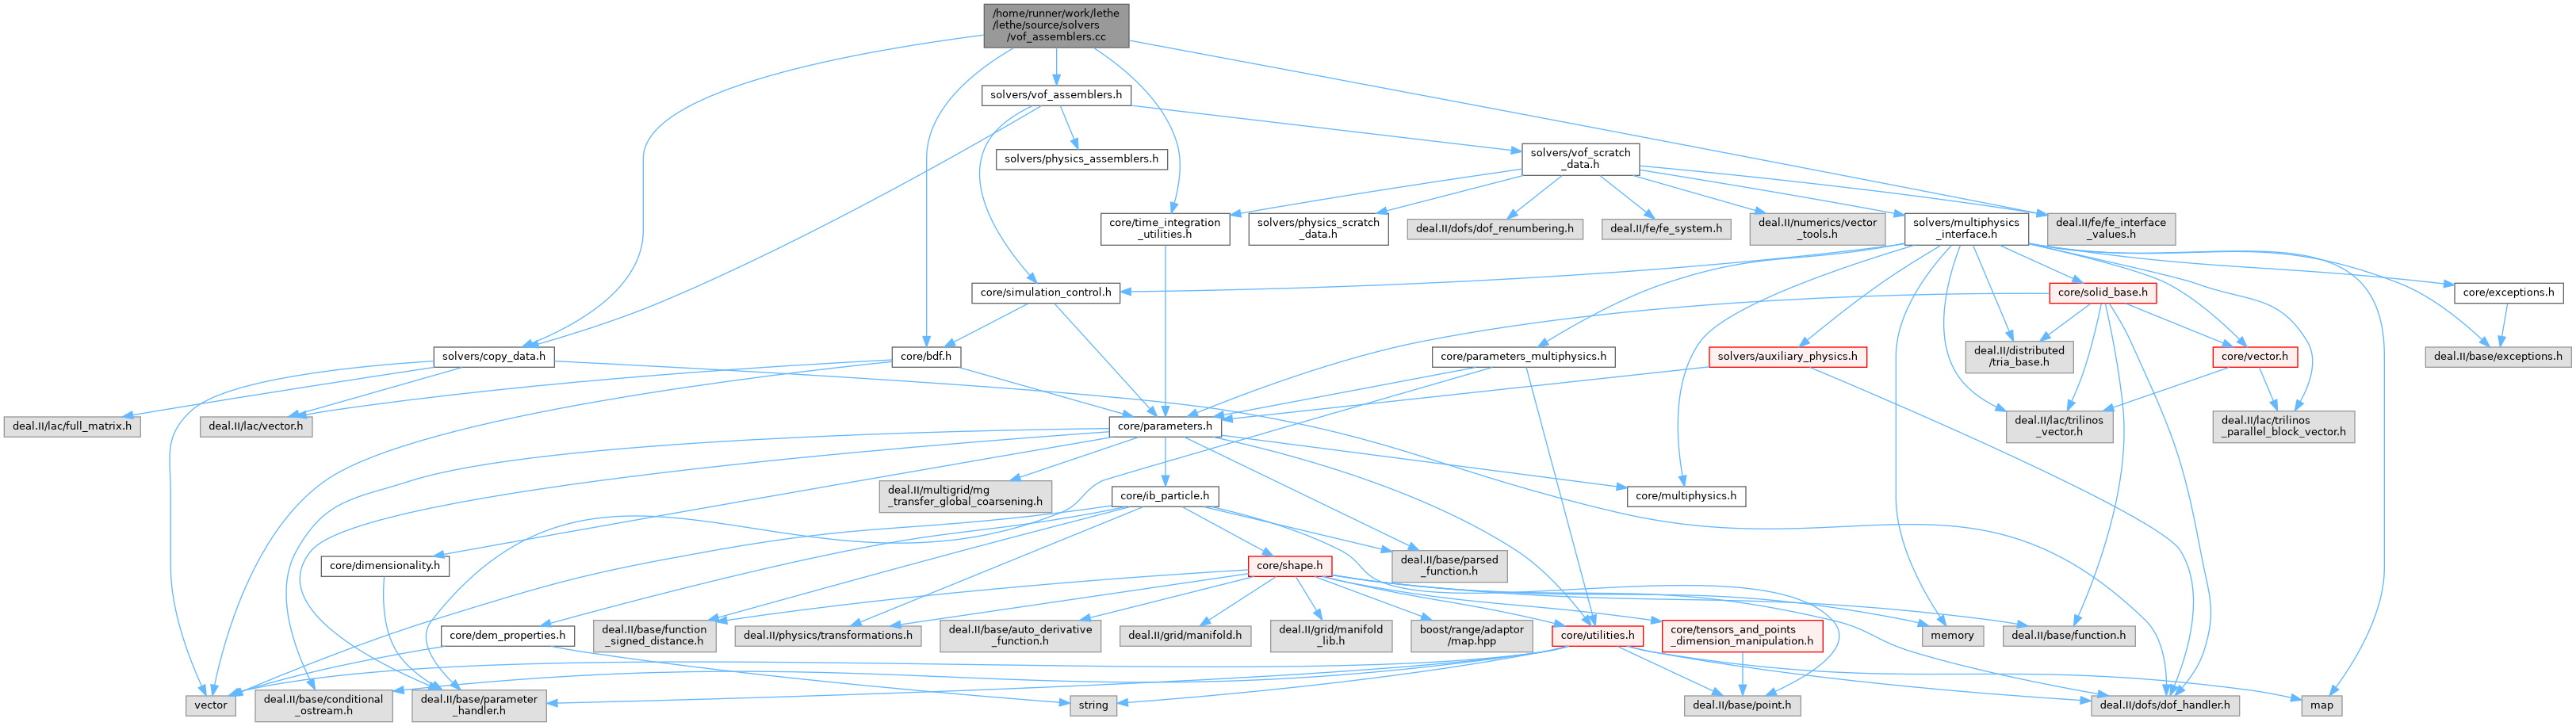 /home/runner/work/lethe
/lethe/source/solvers
/vof_assemblers.cc
solvers/vof_assemblers.h
solvers/physics_assemblers.h
solvers/vof_scratch
_data.h
core/time_integration
_utilities.h
solvers/physics_scratch
_data.h
deal.II/dofs/dof_renumbering.h
deal.II/fe/fe_system.h
deal.II/numerics/vector
_tools.h
solvers/multiphysics
_interface.h
deal.II/fe/fe_interface
_values.h
core/simulation_control.h
core/solid_base.h
core/exceptions.h
solvers/copy_data.h
core/bdf.h
core/parameters_multiphysics.h
solvers/auxiliary_physics.h
deal.II/distributed
/tria_base.h
core/vector.h
deal.II/base/exceptions.h
deal.II/lac/full_matrix.h
deal.II/lac/vector.h
core/parameters.h
deal.II/lac/trilinos
_vector.h
deal.II/lac/trilinos
_parallel_block_vector.h
deal.II/multigrid/mg
_transfer_global_coarsening.h
core/ib_particle.h
core/multiphysics.h
core/dimensionality.h
core/shape.h
deal.II/base/parsed
_function.h
core/dem_properties.h
deal.II/base/function
_signed_distance.h
deal.II/physics/transformations.h
deal.II/base/auto_derivative
_function.h
deal.II/grid/manifold.h
deal.II/grid/manifold
_lib.h
boost/range/adaptor
/map.hpp
core/utilities.h
core/tensors_and_points
_dimension_manipulation.h
memory
deal.II/base/function.h
vector
deal.II/base/conditional
_ostream.h
deal.II/base/parameter
_handler.h
string
deal.II/base/point.h
deal.II/dofs/dof_handler.h
map